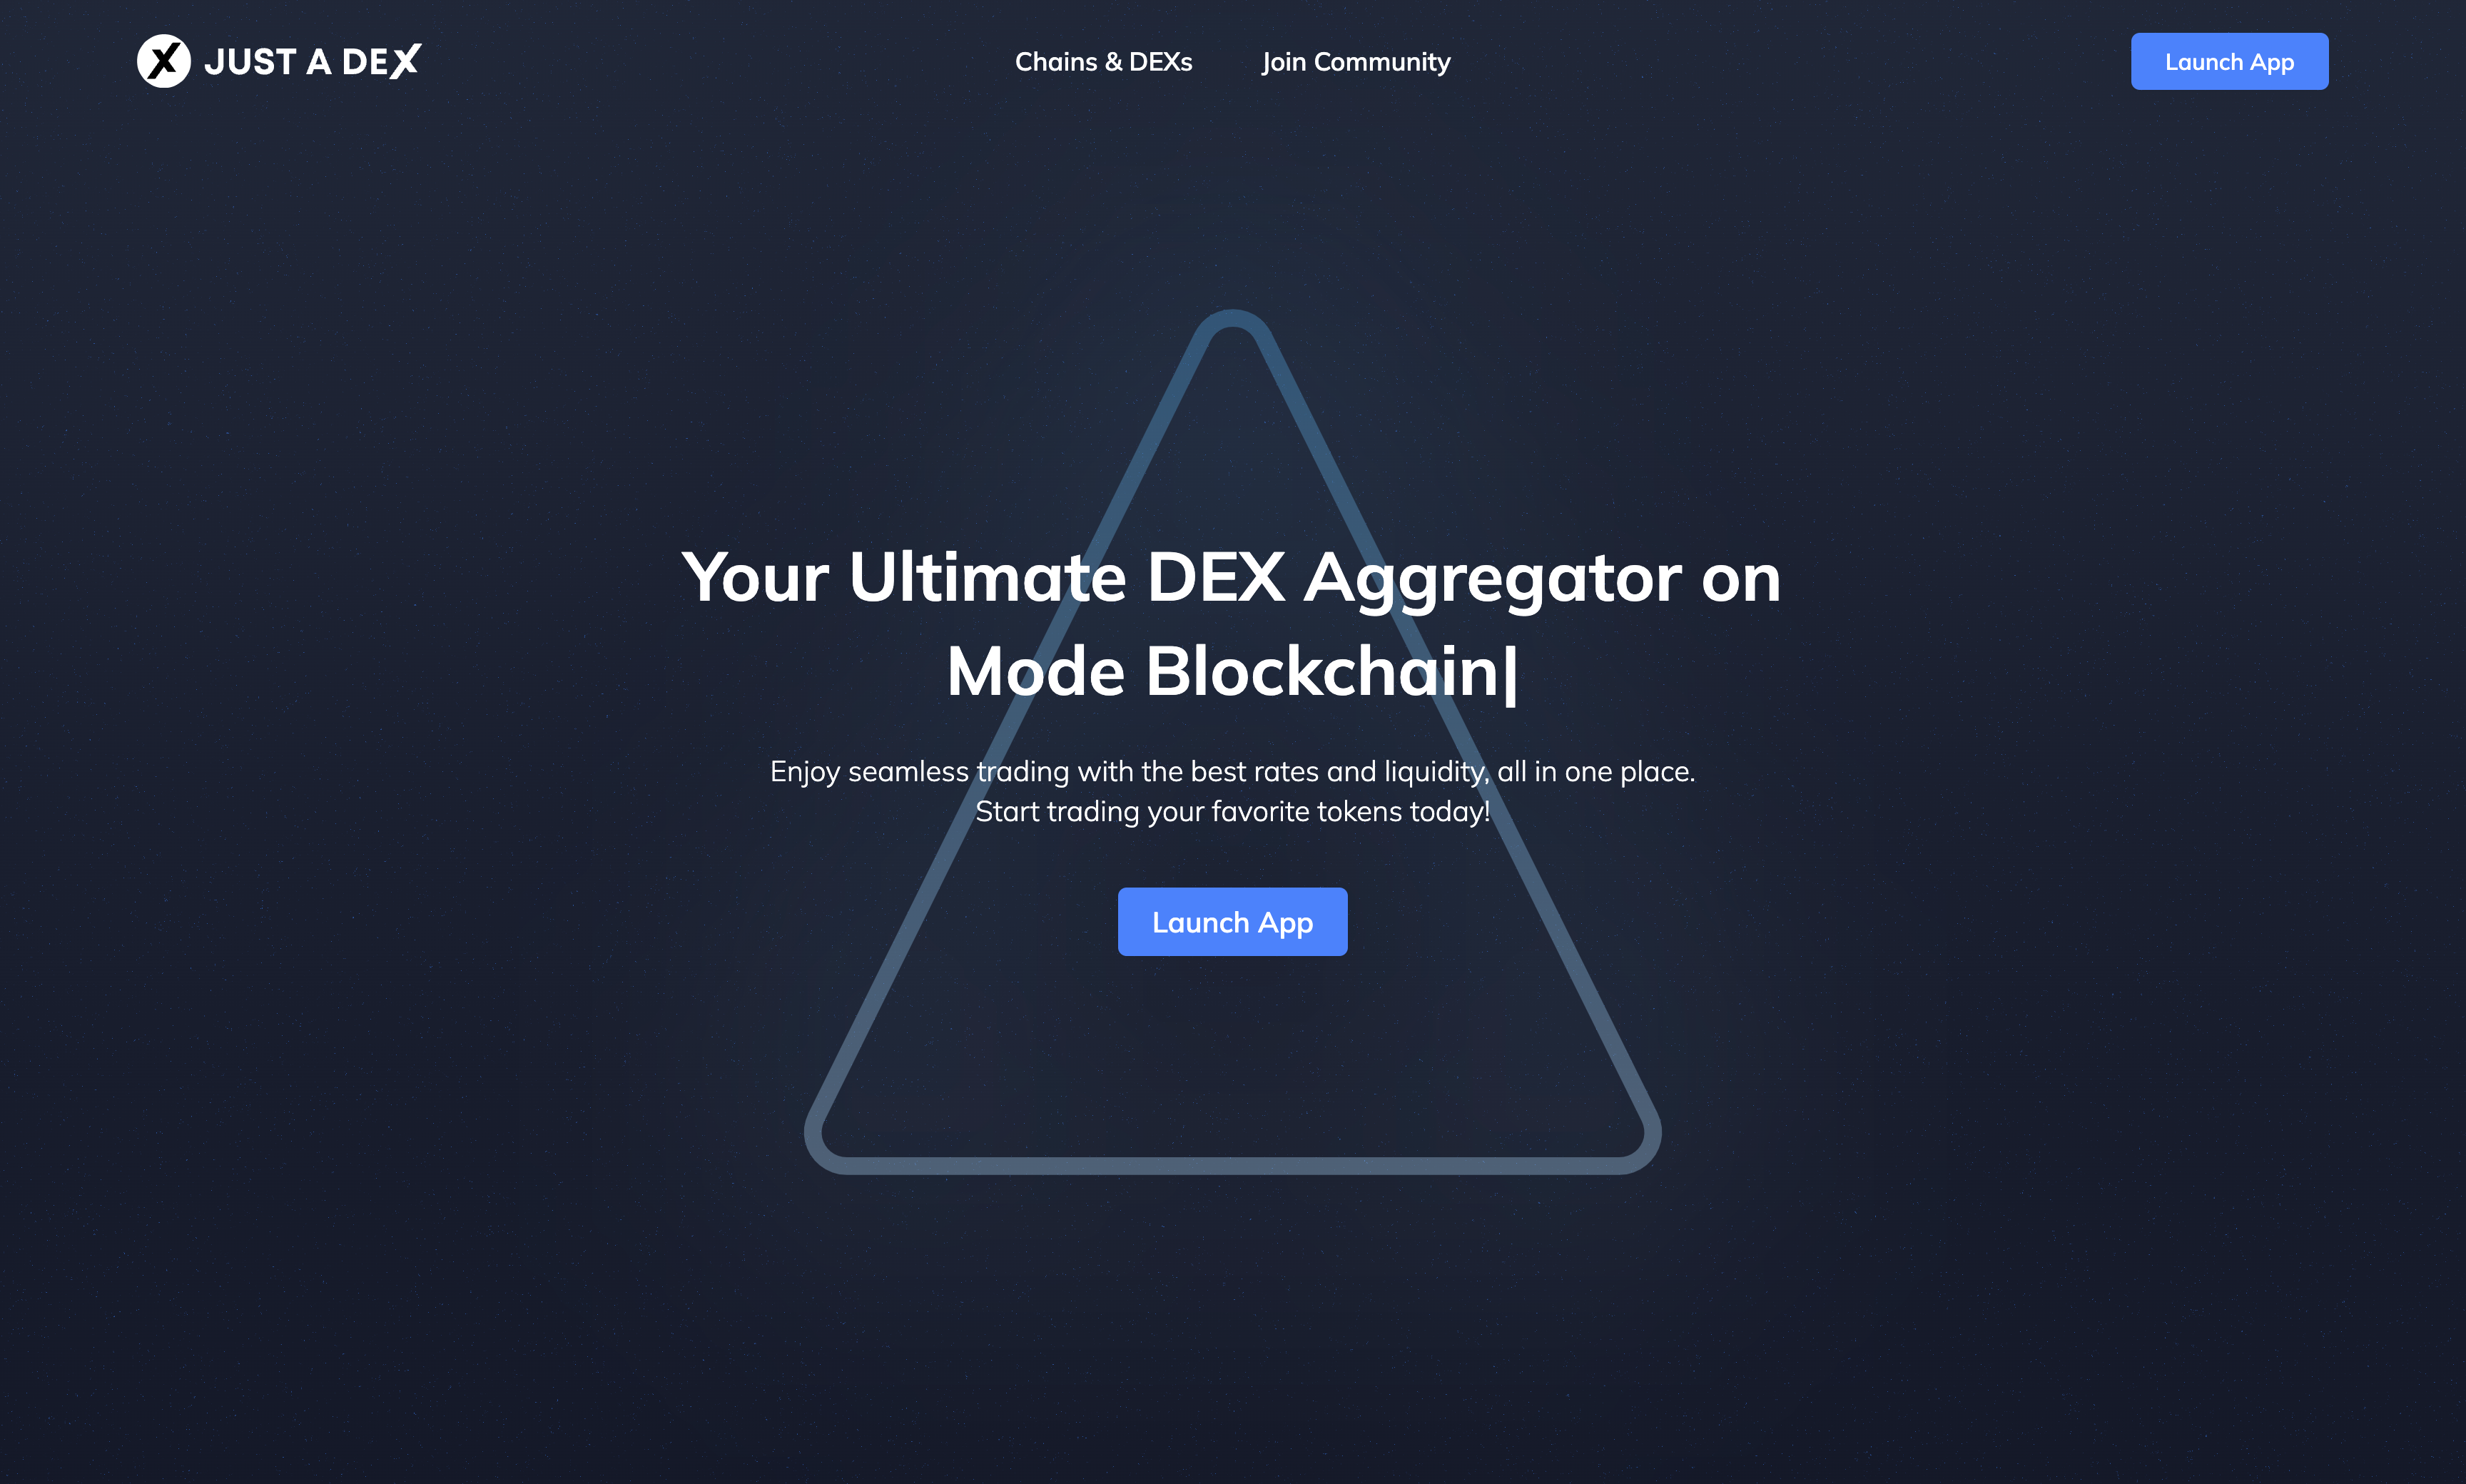 X JUST A DEX
Chains & DEXs
Join Community
Launch App
Your Ultimate DEX Aggregator on
Mode Blockchain|
Enjoy seamless trading with the best rates and liquidity, all in one place.
Start trading your favorite tokens today!
Launch App